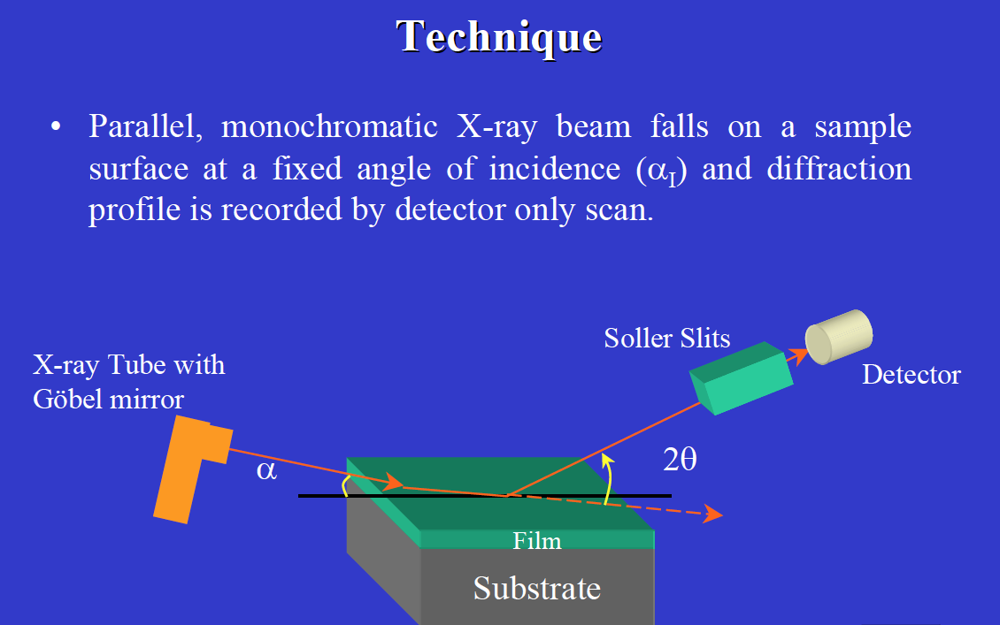 Technique
• Parallel, monochromatic X-ray beam falls on a sample
surface at a fixed angle of incidence (αI) and diffraction
profile is recorded by detector only scan.
Soller Slits
Detector
X-ray Tube with
Göbel mirror
α
2θ
Film
Substrate